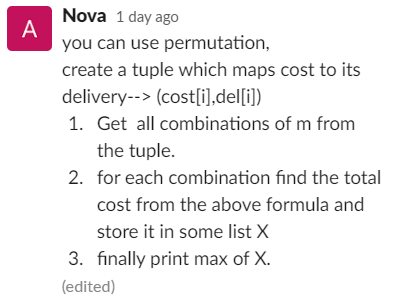 A
Nova 1 day ago
you can use permutation,
create a tuple which maps cost to its
delivery--> (cost[i],del[i])
1. Get  all combinations of m from
the tuple.
2. for each combination find the total
cost from the above formula and
store it in some list X
3. finally print max of X.
(edited)